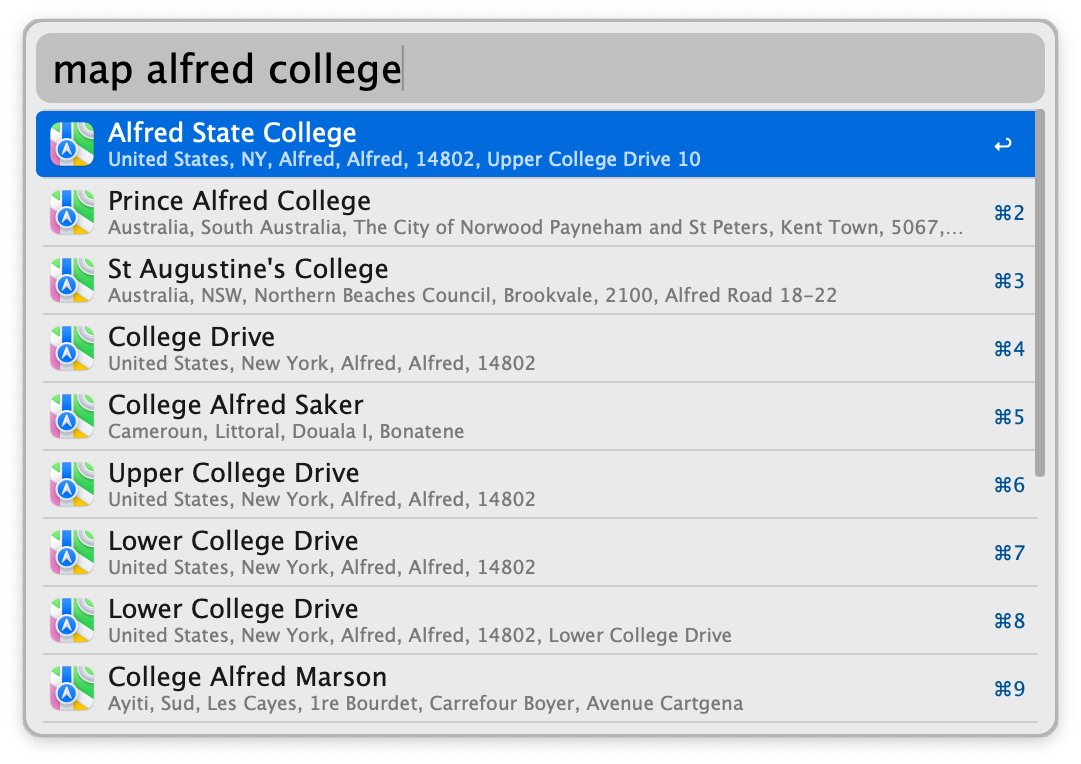 map alfred college
Alfred State College
United States, NY, Alfred, Alfred, 14802, Upper College Drive 10
↩
Prince Alfred College
Australia, South Australia, The City of Norwood Payneham and St Peters, Kent Town, 5067,…
⌘2
St Augustine's College
Australia, NSW, Northern Beaches Council, Brookvale, 2100, Alfred Road 18–22
⌘3
College Drive
United States, New York, Alfred, Alfred, 14802
⌘4
College Alfred Saker
Cameroun, Littoral, Douala I, Bonatene
⌘5
Upper College Drive
United States, New York, Alfred, Alfred, 14802
⌘6
Lower College Drive
United States, New York, Alfred, Alfred, 14802
⌘7
Lower College Drive
United States, New York, Alfred, Alfred, 14802, Lower College Drive
⌘8
College Alfred Marson
Ayiti, Sud, Les Cayes, 1re Bourdet, Carrefour Boyer, Avenue Cartgena
⌘9